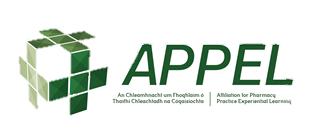 APPEL
An Chleamhnacht um Fhoghlaim ó
Thaithí Chleachtadh na Cógaisíochta
Affiliation for Pharmacy
Practice Experiential Learning